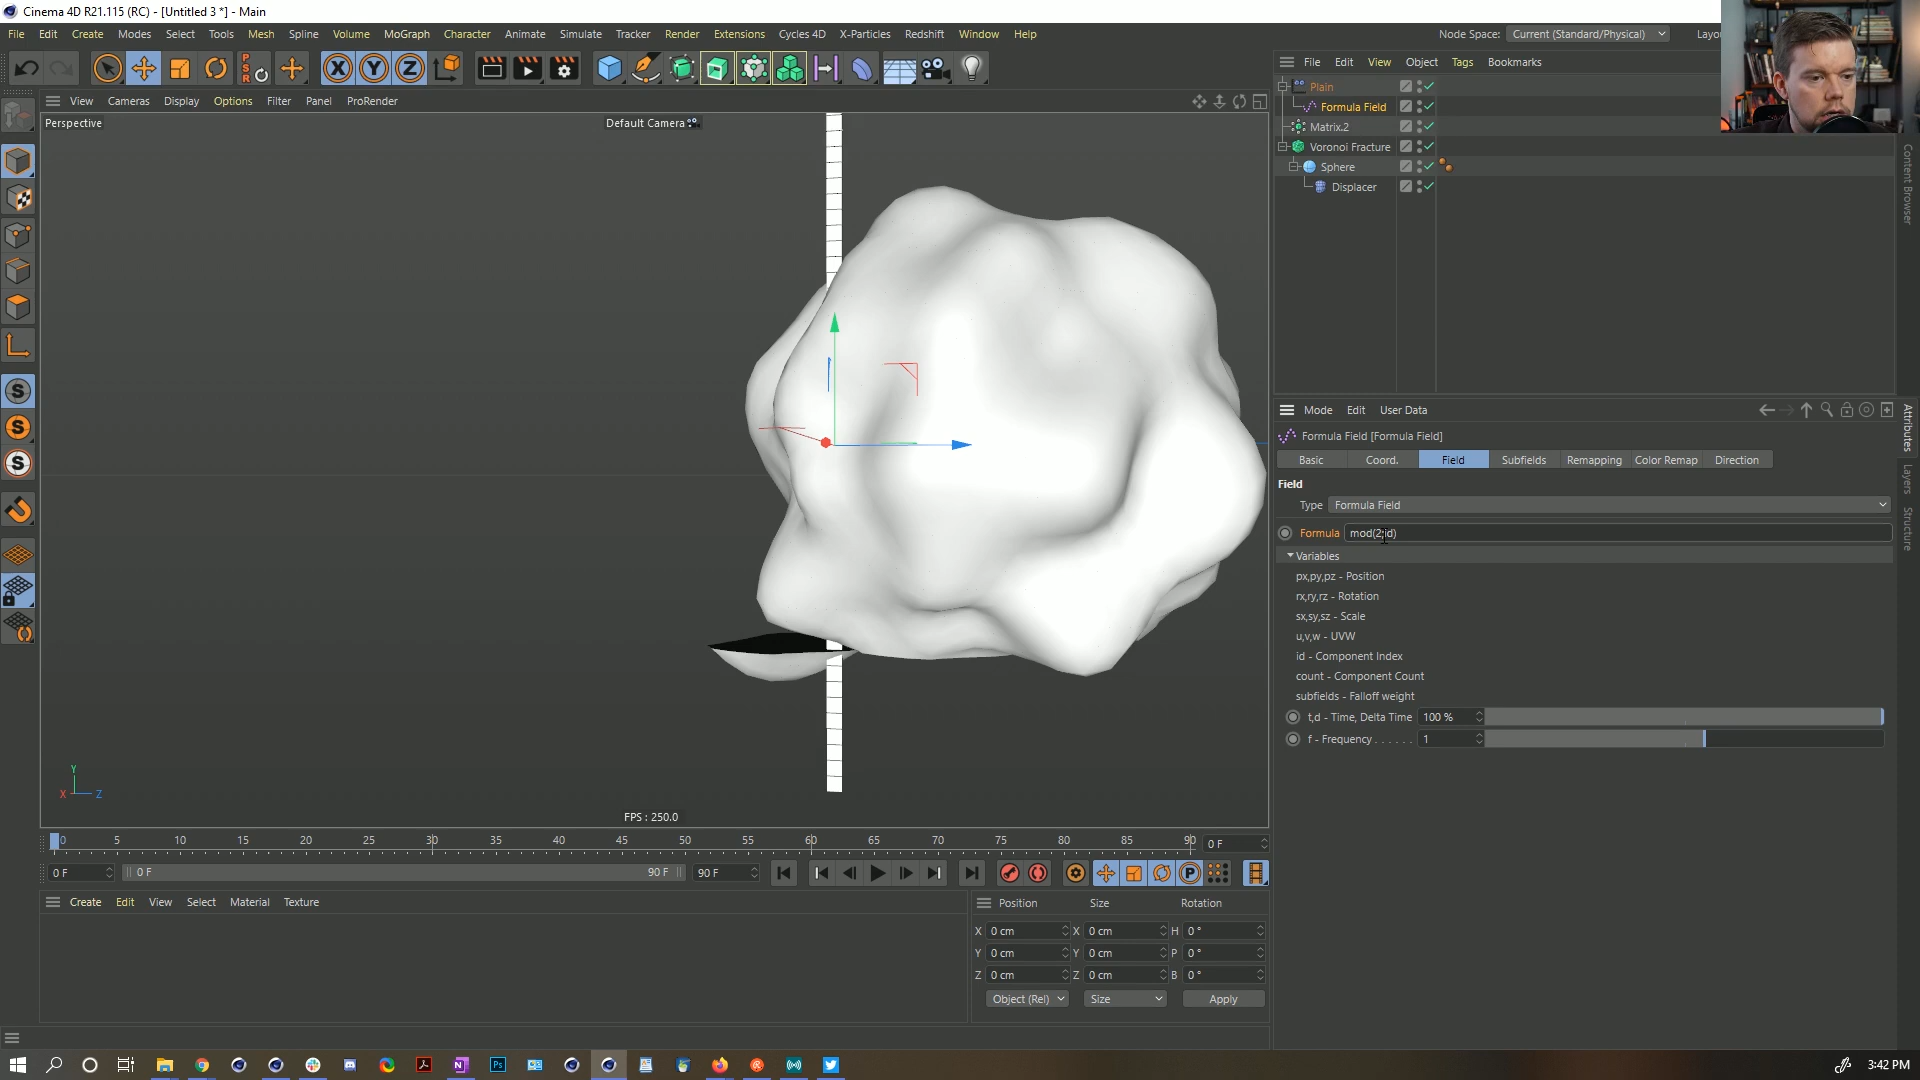 Cinema 4D R21.115 (RC) - [Untitled 3 *] - Main
File Edit Create Modes Select Tools Mesh Spline Volume MoGraph Character Animate Simulate Tracker Render Extensions Cycles 4D X-Particles Redshift Window Help
Node Space: Current (Standard/Physical) Layou
PSR X Y Z
File Edit View Object Tags Bookmarks
View Cameras Display Options Filter Panel ProRender
Perspective
Default Camera
Plain
Formula Field
Matrix.2
Voronoi Fracture
Sphere
Displacer
Content Browser
Mode Edit User Data
Attributes
Layers
Structure
Formula Field [Formula Field]
Basic Coord. Field Subfields Remapping Color Remap Direction
Field
Type Formula Field
Formula
Variables
px,py,pz - Position
rx,ry,rz - Rotation
sx,sy,sz - Scale
u,v,w - UVW
id - Component Index
count - Component Count
subfields - Falloff weight
t,d - Time, Delta Time 100 %
f - Frequency . . . . . . 1
Y
X Z
FPS : 250.0
0 5 10 15 20 25 30 35 40 45 50 55 60 65 70 75 80 85 90 0 F
0 F 0 F 90 F 90 F
Create Edit View Select Material Texture
Position Size Rotation
X 0 cm X 0 cm H 0 °
Y 0 cm Y 0 cm P 0 °
Z 0 cm Z 0 cm B 0 °
Object (Rel) Size Apply
3:42 PM